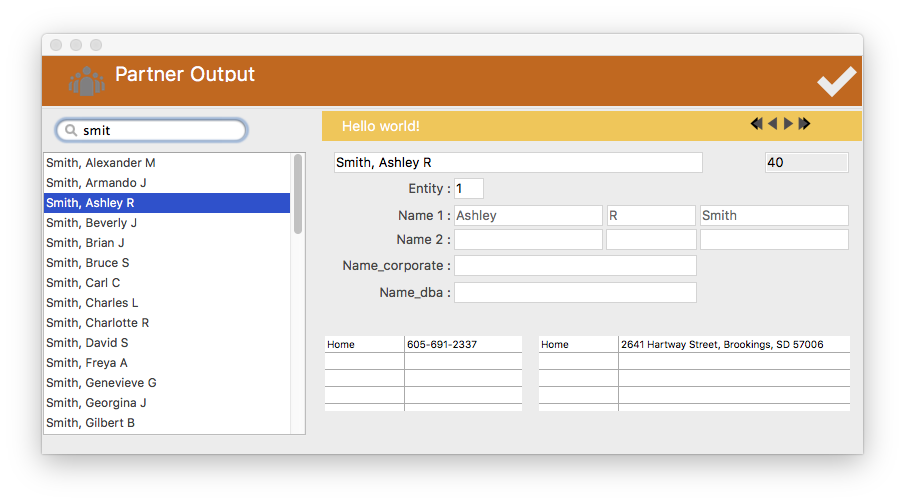 Partner Output
smit
Hello world!
Smith, Alexander M
Smith, Armando J
Smith, Ashley R
Smith, Beverly J
Smith, Brian J
Smith, Bruce S
Smith, Carl C
Smith, Charles L
Smith, Charlotte R
Smith, David S
Smith, Freya A
Smith, Genevieve G
Smith, Georgina J
Smith, Gilbert B
Smith, Ashley R 40
Entity : 1
Name 1 : Ashley R Smith
Name 2 :
Name_corporate :
Name_dba :
Home 605-691-2337
Home 2641 Hartway Street, Brookings, SD 57006